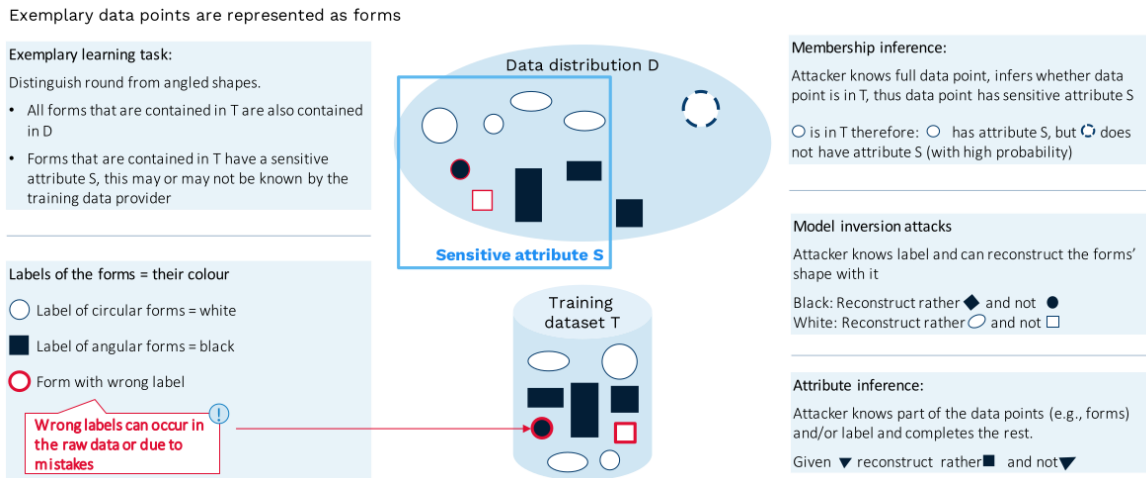 Exemplary data points are represented as forms
Exemplary learning task:
Distinguish round from angled shapes.
• All forms that are contained in T are also contained
in D
• Forms that are contained in T have a sensitive
attribute S, this may or may not be known by the
training data provider
Labels of the forms = their colour
Label of circular forms = white
Label of angular forms = black
Form with wrong label
!
Wrong labels can occur in
the raw data or due to
mistakes
Data distribution D
Sensitive attribute S
Training
dataset T
Membership inference:
Attacker knows full data point, infers whether data
point is in T, thus data point has sensitive attribute S
is in T therefore: has attribute S, but does
not have attribute S (with high probability)
Model inversion attacks
Attacker knows label and can reconstruct the forms'
shape with it
Black: Reconstruct rather and not
White: Reconstruct rather and not
Attribute inference:
Attacker knows part of the data points (e.g., forms)
and/or label and completes the rest.
Given reconstruct rather and not